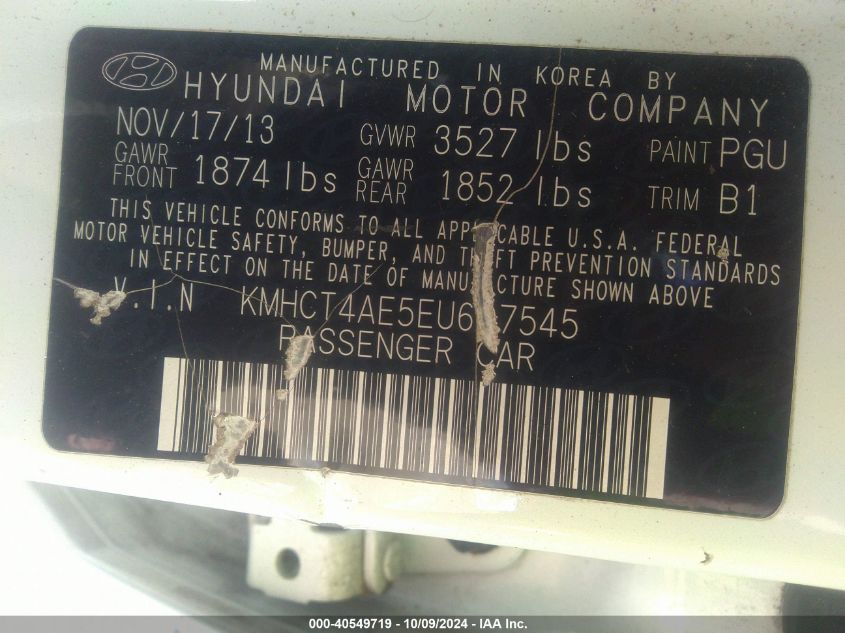 MANUFACTURED IN KOREA BY
HYUNDAI MOTOR COMPANY
NOV/17/13 GVWR 3527 lbs PAINT PGU
GAWR FRONT 1874 lbs GAWR REAR 1852 lbs TRIM B1
THIS VEHICLE CONFORMS TO ALL U.S.A. FEDERAL
MOTOR VEHICLE SAFETY, BUMPER, AND PREVENTION STANDARDS
IN EFFECT ON THE DATE OF SHOWN ABOVE
V.I.N
PASSENGER CAR
000-40549719 - 10/09/2024 - IAA Inc.